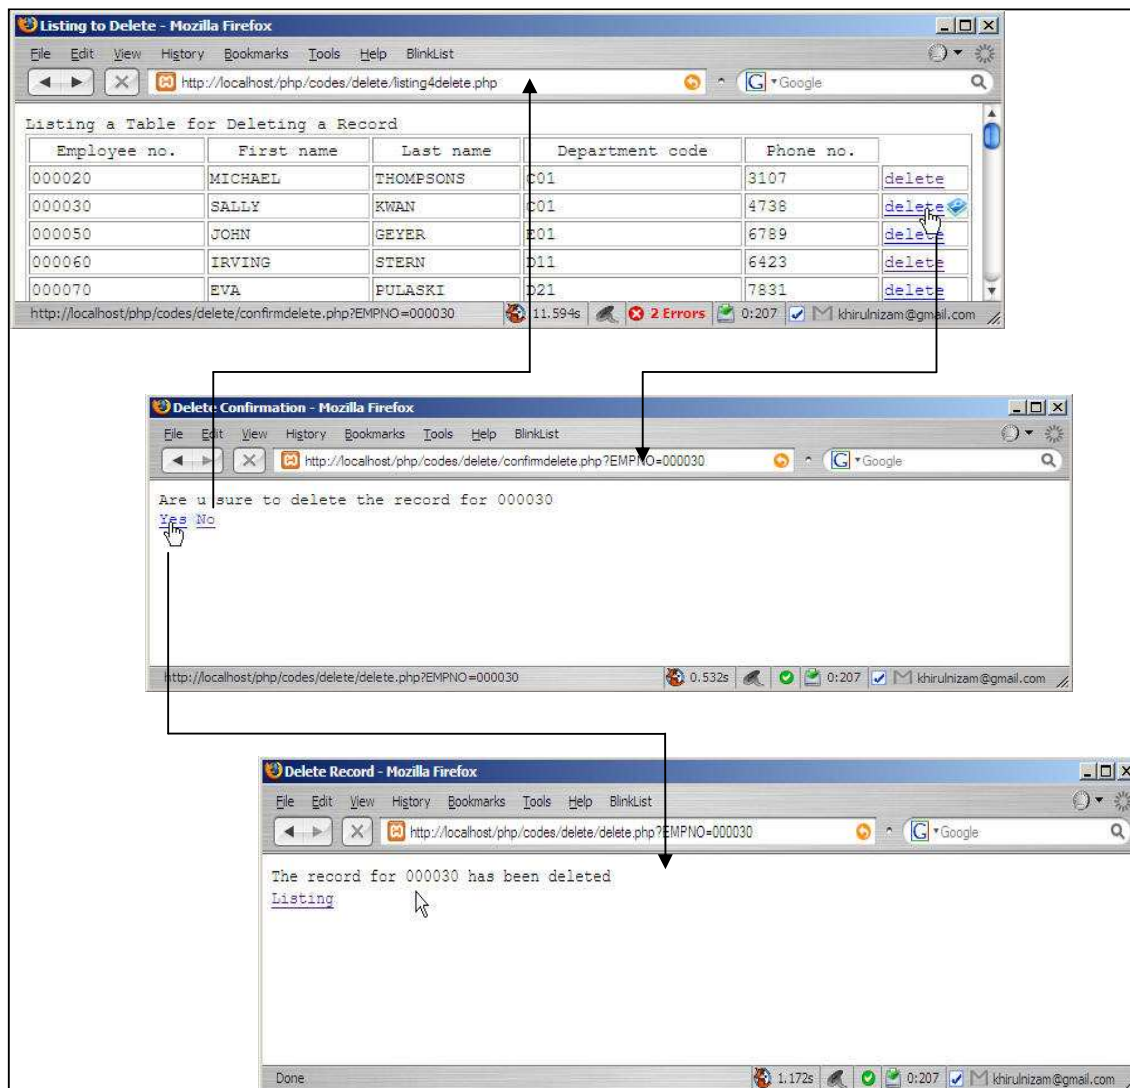 Listing to Delete - Mozilla Firefox
File Edit View History Bookmarks Tools Help BlinkList
http://localhost/php/codes/delete/listing4delete.php G Google
Listing a Table for Deleting a Record
Employee no. First name Last name Department code Phone no.
000020 MICHAEL THOMPSONS C01 3107 delete
000030 SALLY KWAN C01 4738 delete
000050 JOHN GEYER E01 6789 delete
000060 IRVING STERN D11 6423 delete
000070 EVA PULASKI D21 7831 delete
http://localhost/php/codes/delete/confirmdelete.php?EMPNO=000030 11.594s 2 Errors 0:207 khirulnizam@gmail.com
Delete Confirmation - Mozilla Firefox
File Edit View History Bookmarks Tools Help BlinkList
http://localhost/php/codes/delete/confirmdelete.php?EMPNO=000030 G Google
Are u sure to delete the record for 000030
Yes No
http://localhost/php/codes/delete/delete.php?EMPNO=000030 0.532s 0:207 khirulnizam@gmail.com
Delete Record - Mozilla Firefox
File Edit View History Bookmarks Tools Help BlinkList
http://localhost/php/codes/delete/delete.php?EMPNO=000030 G Google
The record for 000030 has been deleted
Listing
Done 1.172s 0:207 khirulnizam@gmail.com